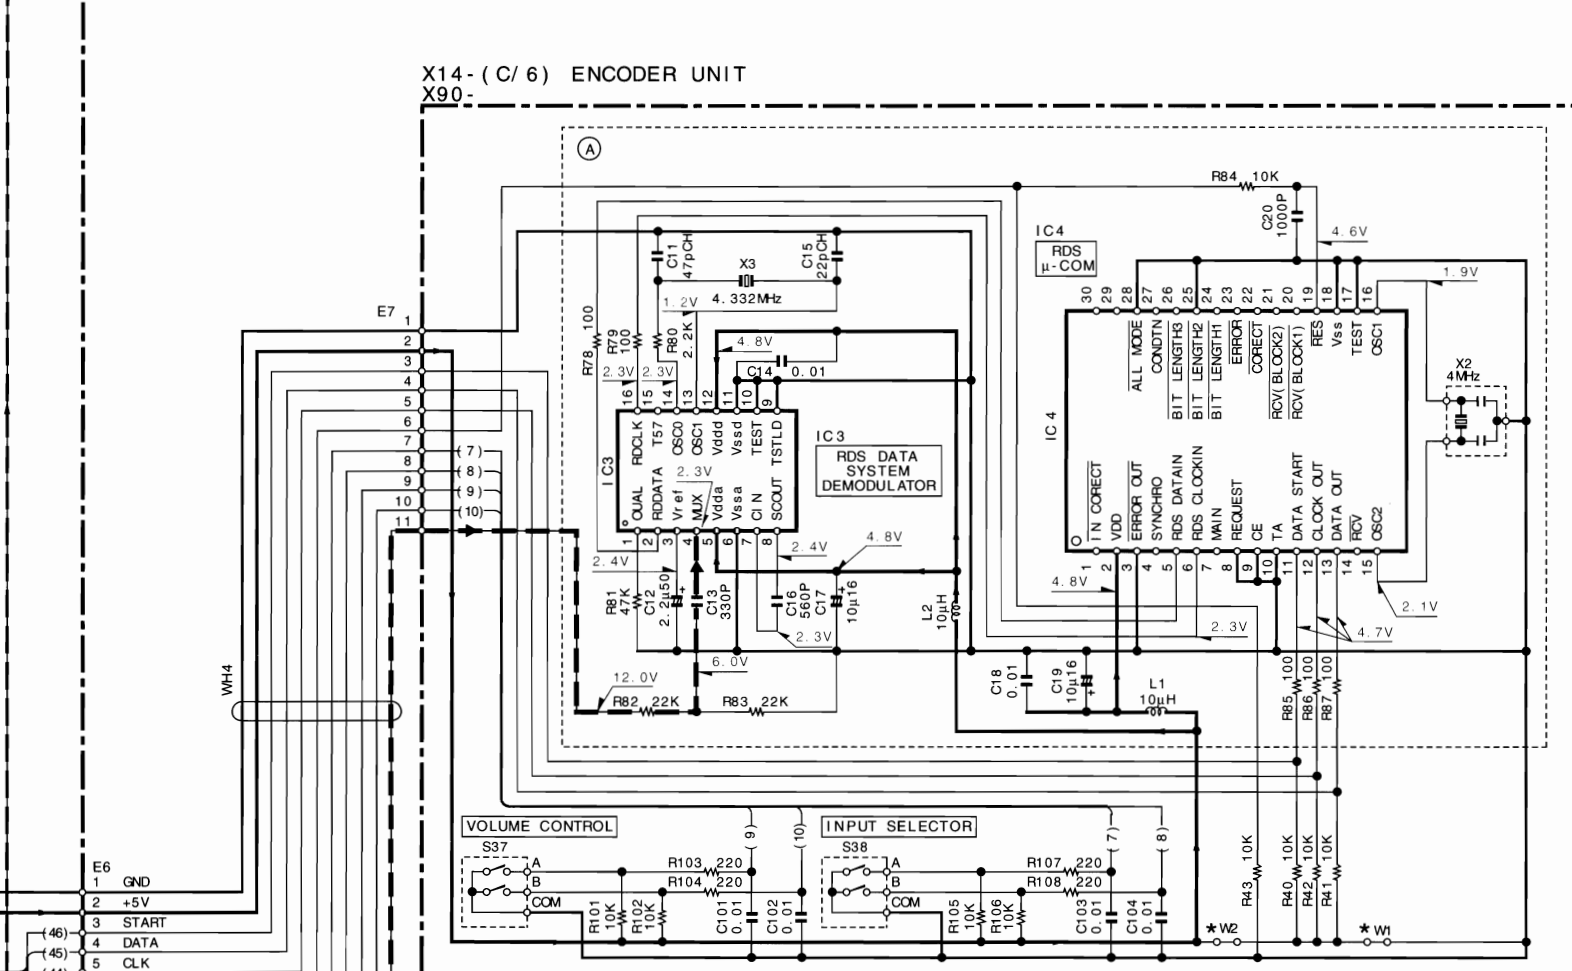 X14-(C/6) ENCODER UNIT
X90-
A
R84 10K
C20
1000P
4.6V
IC4
RDS
μ-COM
1.9V
C11
47pCH
X3
4.332MHz
C15
22pCH
1.2V
R78 100
R79
100
R80
2.2K
2.3V
2.3V
4.8V
C14 0.01
16 15 14 13 12 11 10 9
RDCLK
T57
OSC0
OSC1
Vddd
Vssd
TEST
TSTLD
IC3
QUAL
RDDATA
Vref
MUX
Vdda
Vssa
CIN
SCOUT
1 2 3 4 5 6 7 8
2.3V
IC3
RDS DATA
SYSTEM
DEMODULATOR
2.4V
2.4V
4.8V
R81
47K
C12
2.2μ50
C13
330P
C16
560P
C17
10μ16
2.3V
6.0V
12.0V
R82 22K
R83 22K
L2
10μH
30 29 28 27 26 25 24 23 22 21 20 19 18 17 16
ALL MODE
CONDTN
BIT LENGTH3
BIT LENGTH2
BIT LENGTH1
ERROR
CORECT
RCV(BLOCK2)
RCV(BLOCK1)
RES
Vss
TEST
OSC1
IC4
IN CORECT
VDD
ERROR OUT
SYNCHRO
RDS DATAIN
RDS CLOCKIN
MAIN
REQUEST
CE
TA
DATA START
CLOCK OUT
DATA OUT
RCV
OSC2
1 2 3 4 5 6 7 8 9 10 11 12 13 14 15
X2
4MHz
4.8V
2.3V
4.7V
2.1V
C18
0.01
C19
10μ16
L1
10μH
R85 100
R86 100
R87 100
E7
1
2
3
4
5
6
7
8
9
10
11
(7)
(8)
(9)
(10)
WH4
E6
1 GND
2 +5V
3 START
4 DATA
5 CLK
(46)
(45)
VOLUME CONTROL
S37
A
B
COM
R103 220
R104 220
R101
10K
R102
10K
C101
0.01
C102
0.01
(9)
(10)
INPUT SELECTOR
S38
A
B
COM
R107 220
R108 220
R105
10K
R106
10K
C103
0.01
C104
0.01
(7)
(8)
R43 10K
R40 10K
R42 10K
R41 10K
*W2
*W1